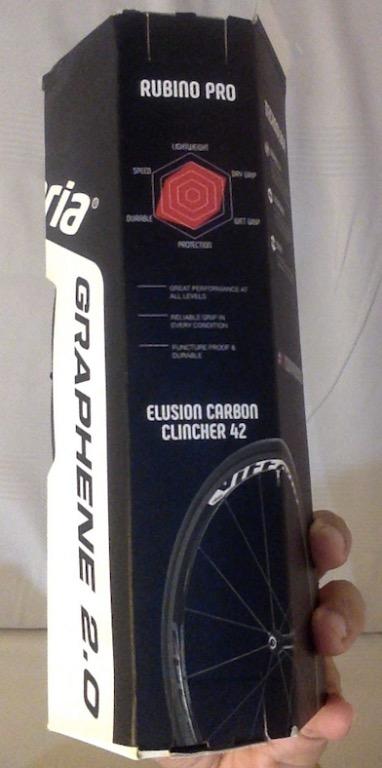 RUBINO PRO
LIGHTWEIGHT
SPEED
DRY GRIP
DURABLE
WET GRIP
PROTECTION
GREAT PERFORMANCE AT
ALL LEVELS
RELIABLE GRIP IN
EVERY CONDITION
PUNCTURE PROOF &
DURABLE
ELUSION CARBON
CLINCHER 42
ria®
GRAPHENE 2.0